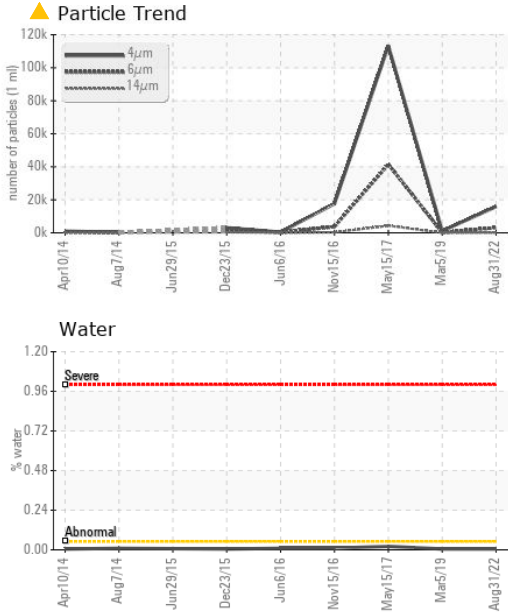 Particle Trend
number of particles (1 ml)
120k
100k
80k
60k
40k
20k
0k
4μm
6μm
14μm
Apr10/14
Aug7/14
Jun29/15
Dec23/15
Jun6/16
Nov15/16
May15/17
Mar5/19
Aug31/22
Water
% water
1.20
0.96
0.72
0.48
0.24
0.00
Severe
Abnormal
Apr10/14
Aug7/14
Jun29/15
Dec23/15
Jun6/16
Nov15/16
May15/17
Mar5/19
Aug31/22